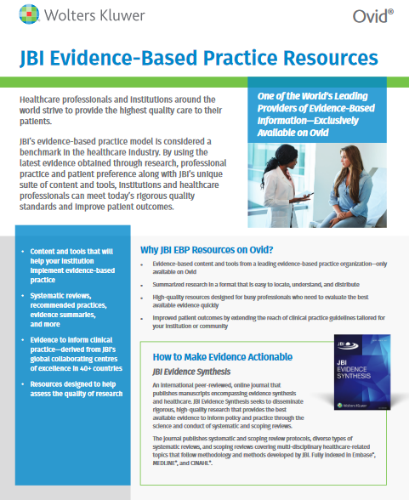 Wolters Kluwer
Ovid®
JBI Evidence-Based Practice Resources
Healthcare professionals and institutions around the
world strive to provide the highest quality care to their
patients.
JBI's evidence-based practice model is considered a
benchmark in the healthcare industry. By using the
latest evidence obtained through research, professional
practice and patient preference along with JBI's unique
suite of content and tools, institutions and healthcare
professionals can meet today's rigorous quality
standards and improve patient outcomes.
One of the World's Leading
Providers of Evidence-Based
Information—Exclusively
Available on Ovid
• Content and tools that will
help your institution
implement evidence-based
practice
• Systematic reviews,
recommended practices,
evidence summaries,
and more
• Evidence to inform clinical
practice—derived from JBI's
global collaborating centres
of excellence in 40+ countries
• Resources designed to help
assess the quality of research
Why JBI EBP Resources on Ovid?
• Evidence-based content and tools from a leading evidence-based practice organization—only
available on Ovid
• Summarized research in a format that is easy to locate, understand, and distribute
• High-quality resources designed for busy professionals who need to evaluate the best
available evidence quickly
• Improved patient outcomes by extending the reach of clinical practice guidelines tailored for
your institution or community
How to Make Evidence Actionable
JBI Evidence Synthesis
An international peer-reviewed, online journal that
publishes manuscripts encompassing evidence synthesis
and healthcare. JBI Evidence Synthesis seeks to disseminate
rigorous, high-quality research that provides the best
available evidence to inform policy and practice through the
science and conduct of systematic and scoping reviews.
The journal publishes systematic and scoping review protocols, diverse types of
systematic reviews, and scoping reviews covering multi-disciplinary healthcare-related
topics that follow methodology and methods developed by JBI. Fully indexed in Embase®,
MEDLINE®, and CINAHL®.
JBI
JBI
EVIDENCE
SYNTHESIS
Wolters Kluwer